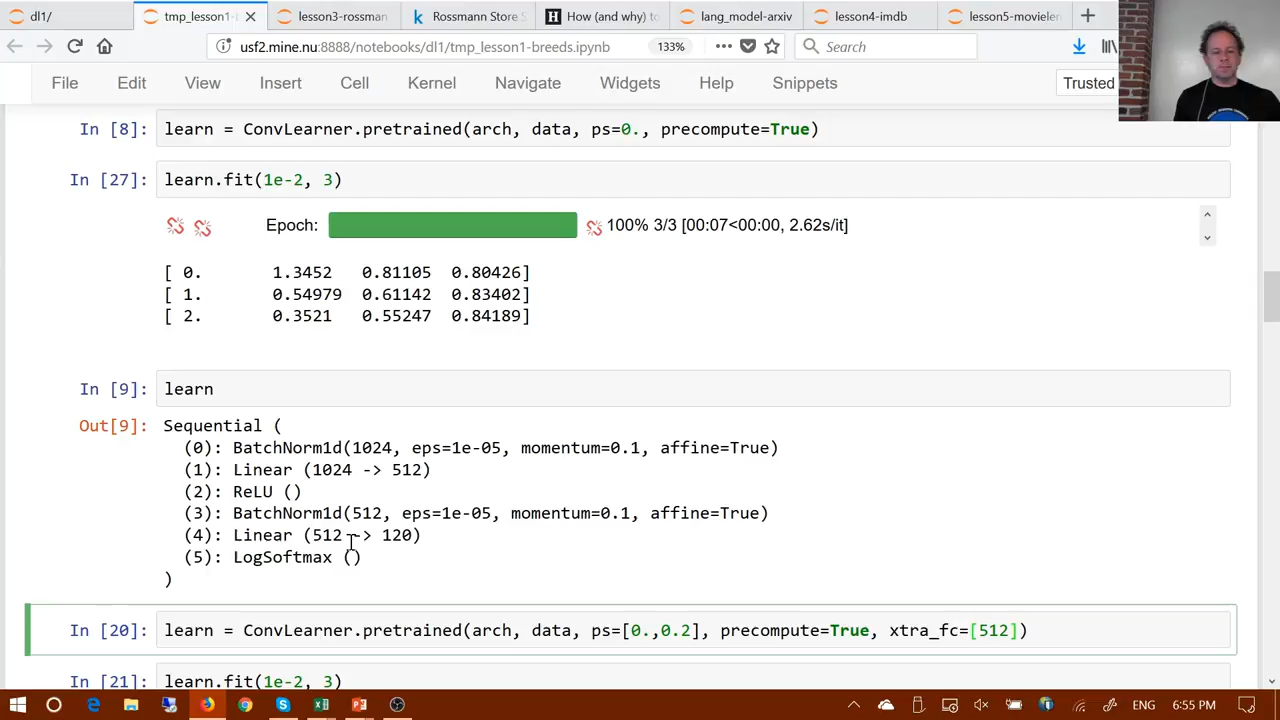 dl1/
tmp_lesson1-
lesson3-rossman
Rossmann Store S
How (and why) to
lang_model-arxiv
imdb
lesson5-movielen
usf2.mine.nu:8888/notebooks/dl1/tmp_lesson1-breeds.ipynb
133%
Search
File Edit View Insert Cell Kernel Navigate Widgets Help Snippets
Trusted
In [8]: learn = ConvLearner.pretrained(arch, data, ps=0., precompute=True)
In [27]: learn.fit(1e-2, 3)
Epoch: 100% 3/3 [00:07<00:00, 2.62s/it]
[ 0. 1.3452 0.81105 0.80426]
[ 1. 0.54979 0.61142 0.83402]
[ 2. 0.3521 0.55247 0.84189]
In [9]: learn
Out[9]: Sequential (
(0): BatchNorm1d(1024, eps=1e-05, momentum=0.1, affine=True)
(1): Linear (1024 -> 512)
(2): ReLU ()
(3): BatchNorm1d(512, eps=1e-05, momentum=0.1, affine=True)
(4): Linear (512 -> 120)
(5): LogSoftmax ()
)
In [20]: learn = ConvLearner.pretrained(arch, data, ps=[0.,0.2], precompute=True, xtra_fc=[512])
In [21]: learn.fit(1e-2, 3)
ENG
6:55 PM